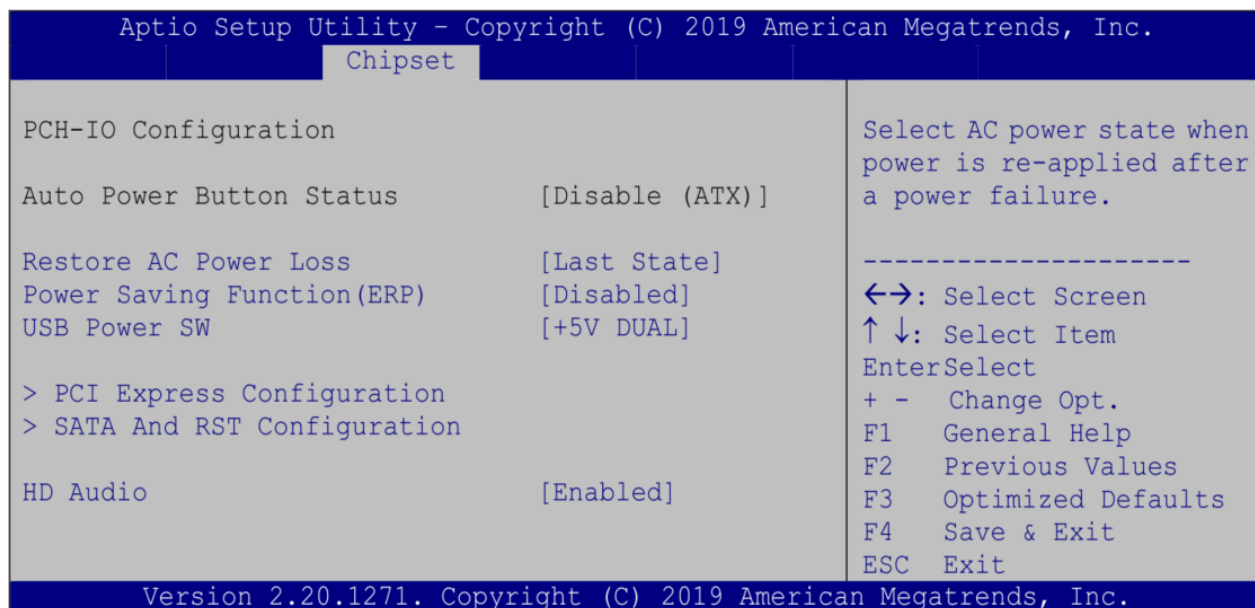 Aptio Setup Utility – Copyright (C) 2019 American Megatrends, Inc.
Chipset
PCH-IO Configuration
Auto Power Button Status [Disable (ATX)]
Restore AC Power Loss [Last State]
Power Saving Function(ERP) [Disabled]
USB Power SW [+5V DUAL]
> PCI Express Configuration
> SATA And RST Configuration
HD Audio [Enabled]
Select AC power state when
power is re-applied after
a power failure.
---------------------
←→: Select Screen
↑ ↓: Select Item
EnterSelect
+ - Change Opt.
F1 General Help
F2 Previous Values
F3 Optimized Defaults
F4 Save & Exit
ESC Exit
Version 2.20.1271. Copyright (C) 2019 American Megatrends, Inc.